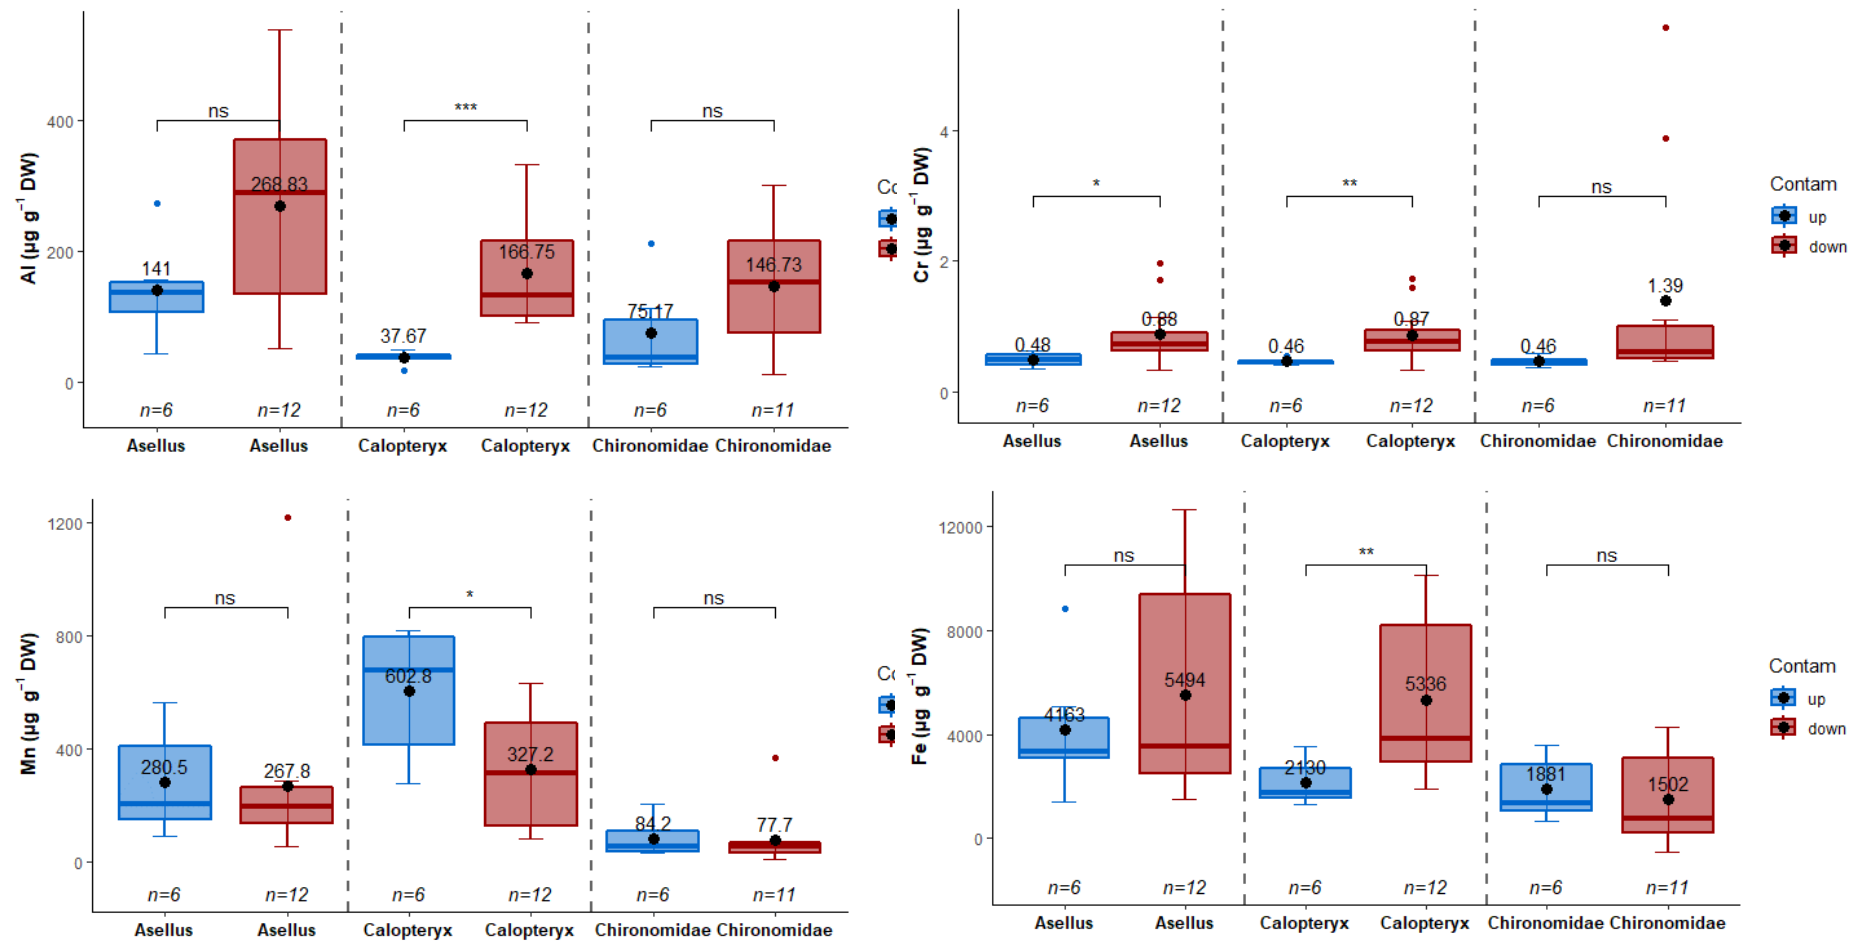 Al (µg g⁻¹ DW)
400
200
0
ns
***
ns
141
268.83
37.67
166.75
75.17
146.73
n=6
n=12
n=6
n=12
n=6
n=11
Asellus
Asellus
Calopteryx
Calopteryx
Chironomidae
Chironomidae
Cr (µg g⁻¹ DW)
4
2
0
*
**
ns
0.48
0.88
0.46
0.87
0.46
1.39
n=6
n=12
n=6
n=12
n=6
n=11
Asellus
Asellus
Calopteryx
Calopteryx
Chironomidae
Chironomidae
Contam
up
down
Mn (µg g⁻¹ DW)
1200
800
400
0
ns
*
ns
280.5
267.8
602.8
327.2
84.2
77.7
n=6
n=12
n=6
n=12
n=6
n=11
Asellus
Asellus
Calopteryx
Calopteryx
Chironomidae
Chironomidae
Fe (µg g⁻¹ DW)
12000
8000
4000
0
ns
**
ns
4163
5494
2130
5336
1881
1502
n=6
n=12
n=6
n=12
n=6
n=11
Asellus
Asellus
Calopteryx
Calopteryx
Chironomidae
Chironomidae
Contam
up
down